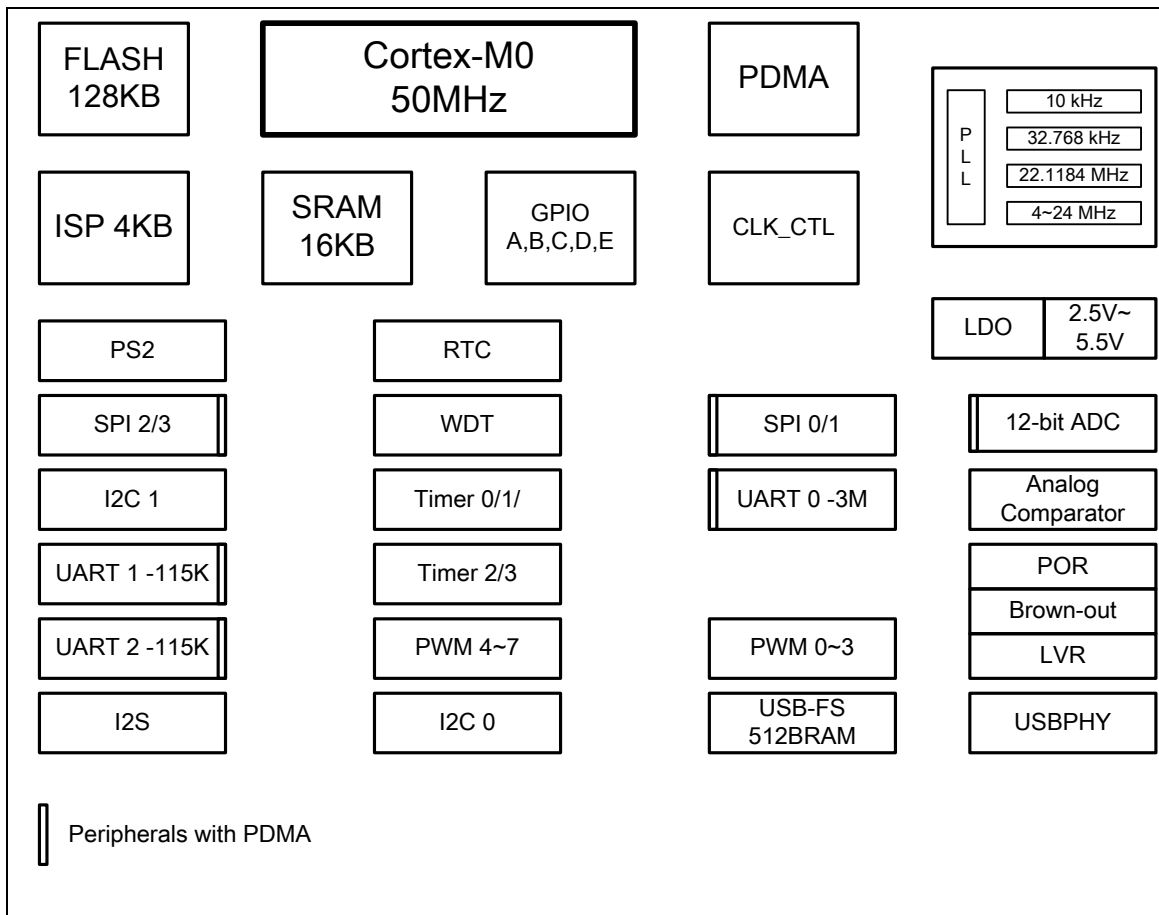 FLASH
128KB
Cortex-M0
50MHz
PDMA
PLL
10 kHz
32.768 kHz
22.1184 MHz
4~24 MHz
ISP 4KB
SRAM
16KB
GPIO
A,B,C,D,E
CLK_CTL
LDO
2.5V~
5.5V
PS2
RTC
SPI 2/3
WDT
SPI 0/1
12-bit ADC
I2C 1
Timer 0/1/
UART 0 -3M
Analog
Comparator
UART 1 -115K
Timer 2/3
POR
Brown-out
UART 2 -115K
PWM 4~7
PWM 0~3
LVR
I2S
I2C 0
USB-FS
512BRAM
USBPHY
Peripherals with PDMA